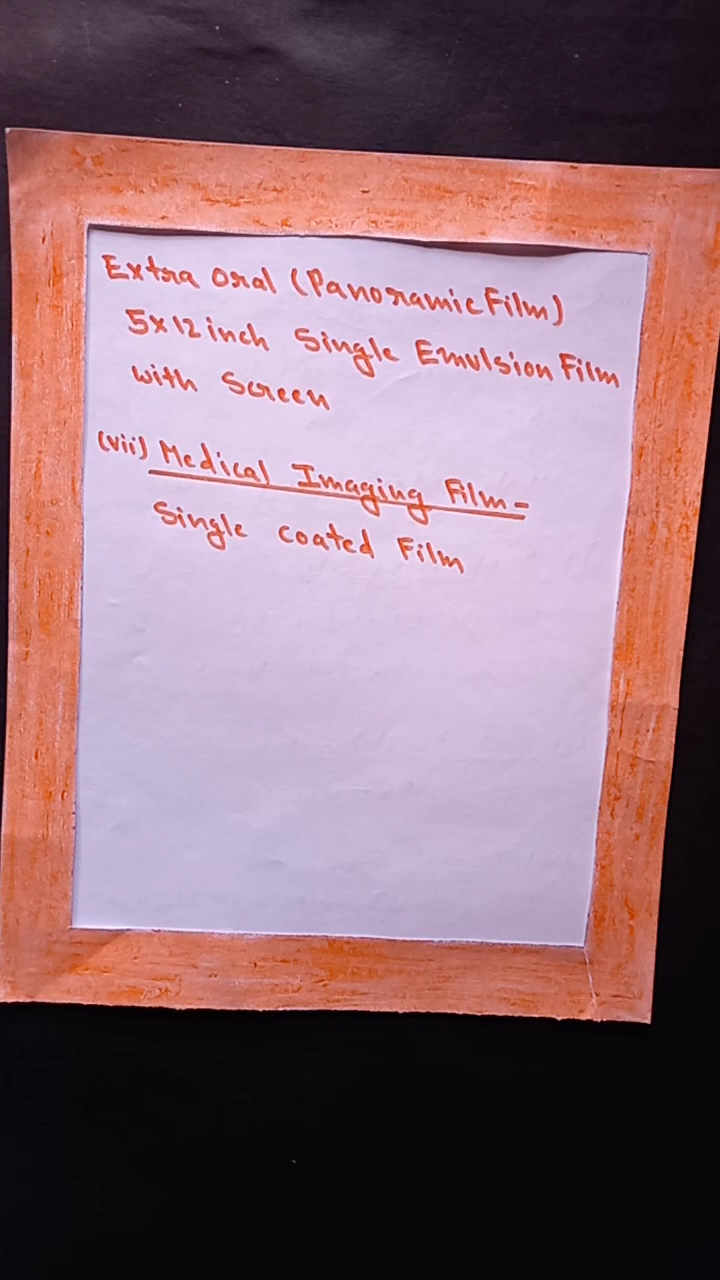 Extra oral (Panoramic Film)
5x12 inch Single Emulsion Film
with Screen
(vii) Medical Imaging Film-
Single coated Film